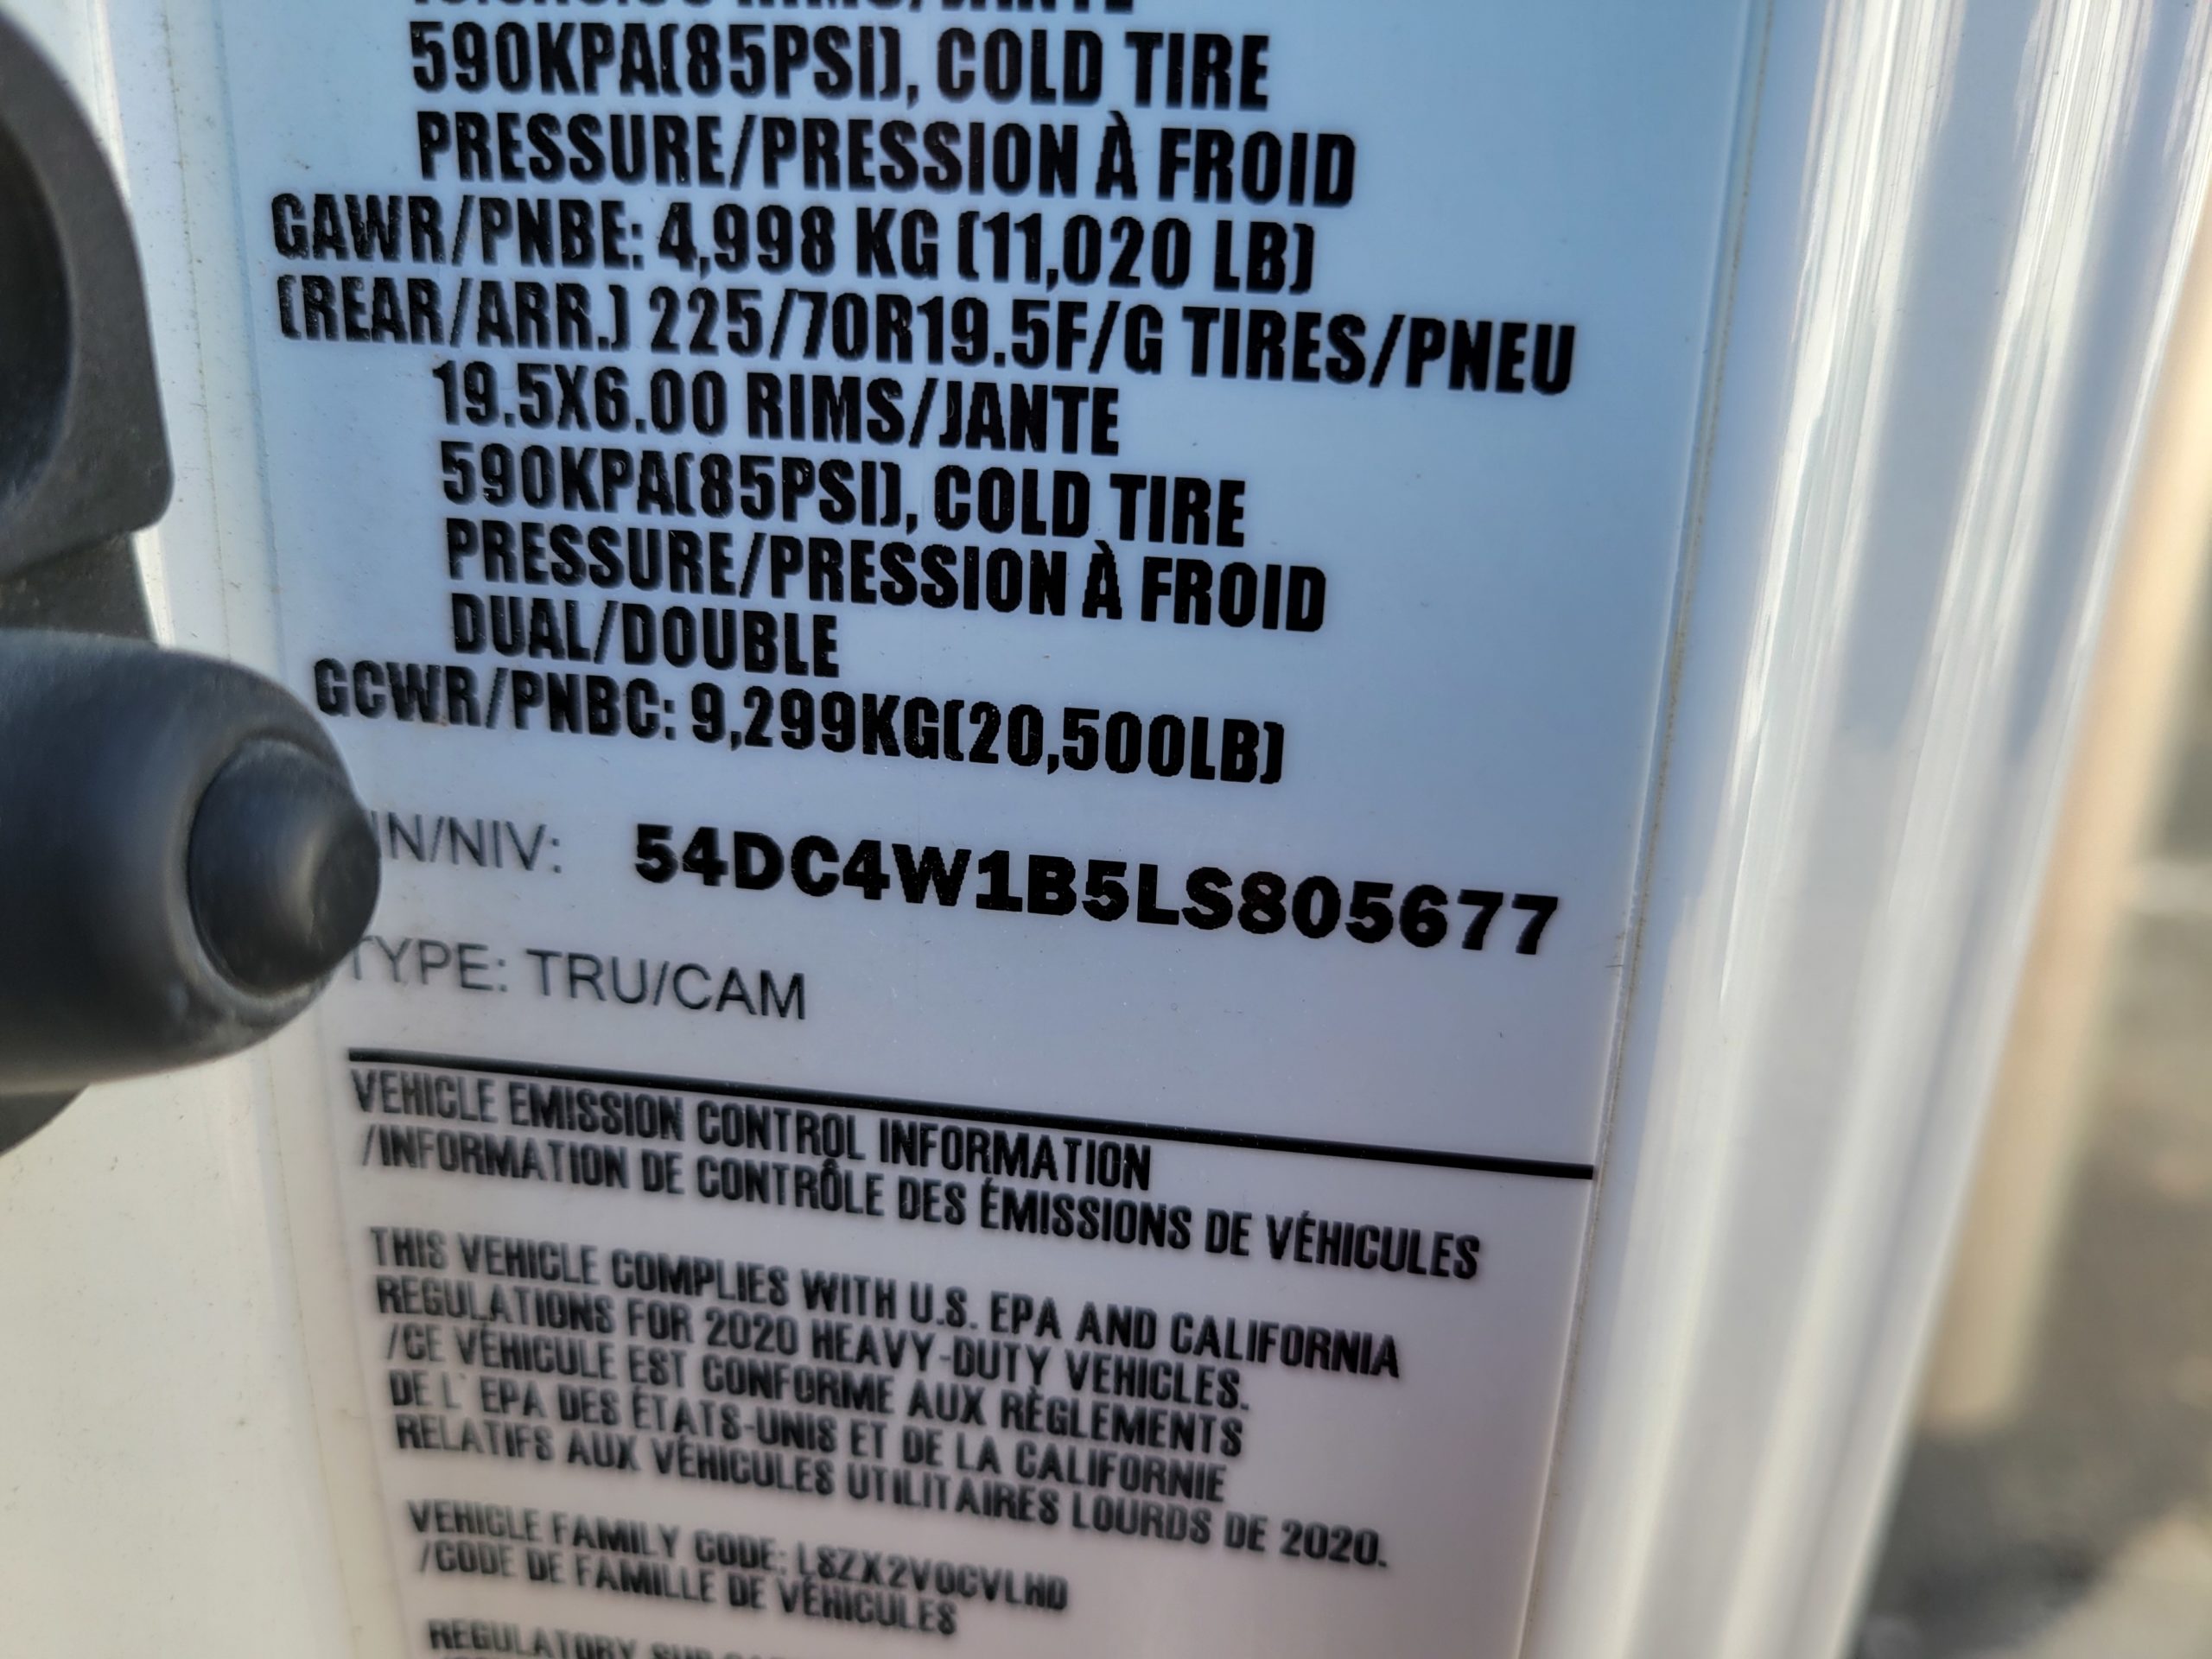 590KPA(85PSI), COLD TIRE
PRESSURE/PRESSION À FROID
GAWR/PNBE: 4,998 KG (11,020 LB)
(REAR/ARR.) 225/70R19.5F/G TIRES/PNEU
19.5X6.00 RIMS/JANTE
590KPA(85PSI), COLD TIRE
PRESSURE/PRESSION À FROID
DUAL/DOUBLE
GCWR/PNBC: 9,299KG(20,500LB)
IN/NIV: 54DC4W1B5LS805677
TYPE: TRU/CAM
VEHICLE EMISSION CONTROL INFORMATION
/INFORMATION DE CONTRÔLE DES ÉMISSIONS DE VÉHICULES
THIS VEHICLE COMPLIES WITH U.S. EPA AND CALIFORNIA
REGULATIONS FOR 2020 HEAVY-DUTY VEHICLES.
/CE VÉHICULE EST CONFORME AUX RÈGLEMENTS
DE L'EPA DES ÉTATS-UNIS ET DE LA CALIFORNIE
RELATIFS AUX VÉHICULES UTILITAIRES LOURDS DE 2020.
VEHICLE FAMILY CODE: LSZX2VOCVLHD
/CODE DE FAMILLE DE VÉHICULES
REGULATORY